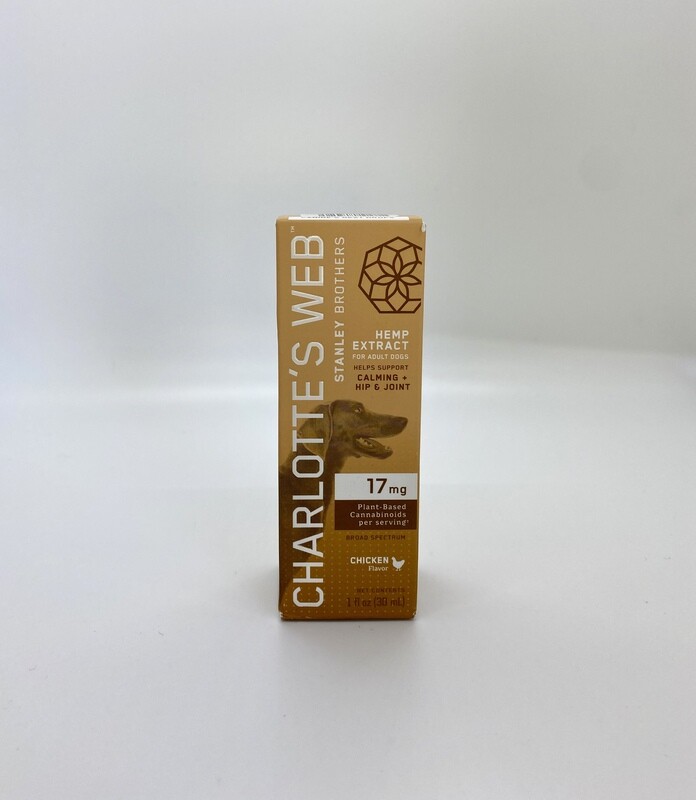 CHARLOTTE'S WEB™
STANLEY BROTHERS
HEMP
EXTRACT
FOR ADULT DOGS
HELPS SUPPORT
CALMING +
HIP & JOINT
17mg
Plant-Based
Cannabinoids
per serving†
BROAD SPECTRUM
CHICKEN
Flavor
NET CONTENTS
1 fl oz (30 mL)